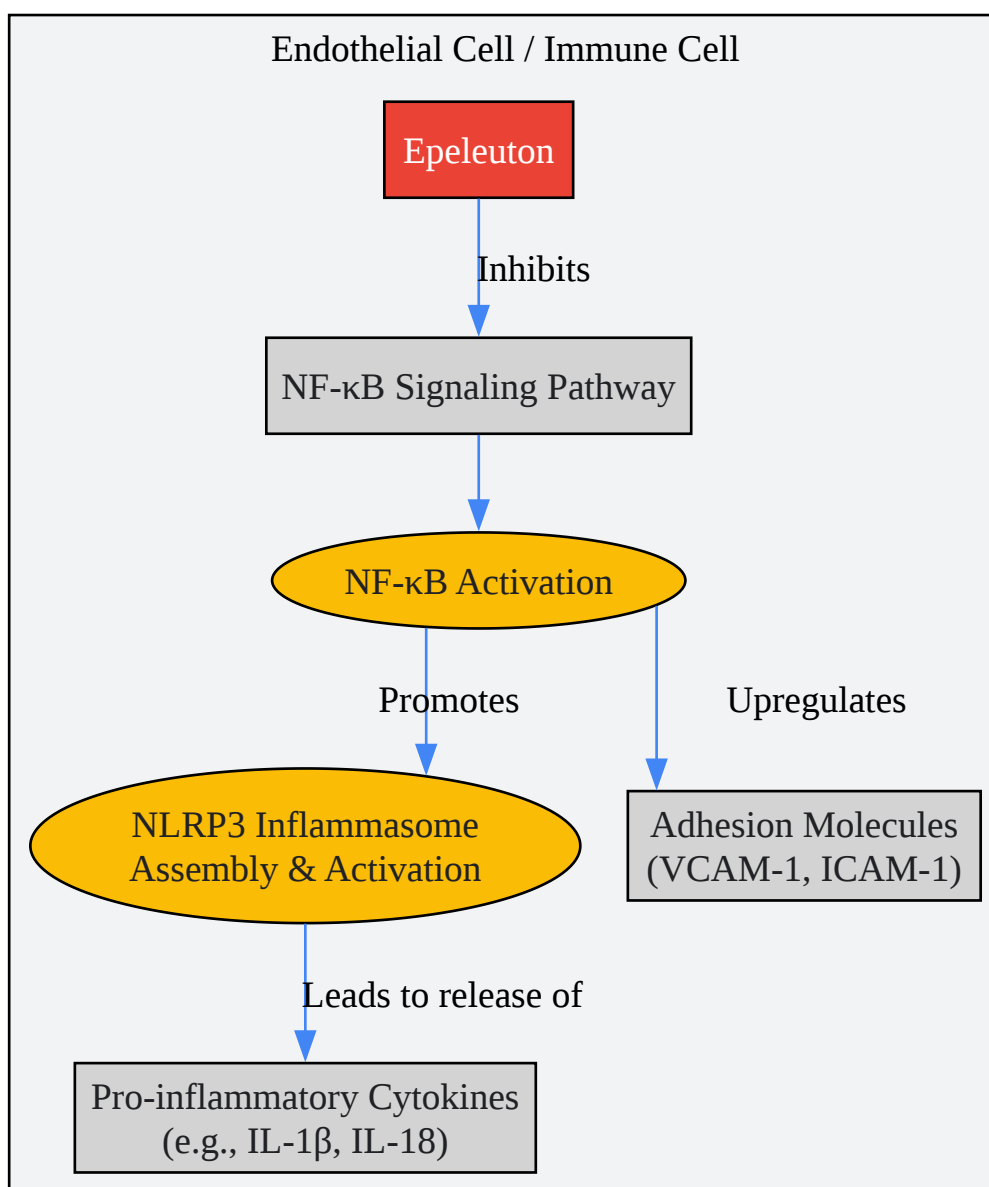 Endothelial Cell / Immune Cell
Epeleuton
Inhibits
NF-κB Signaling Pathway
NF-κB Activation
Promotes
Upregulates
NLRP3 Inflammasome
Assembly & Activation
Adhesion Molecules
(VCAM-1, ICAM-1)
Leads to release of
Pro-inflammatory Cytokines
(e.g., IL-1β, IL-18)